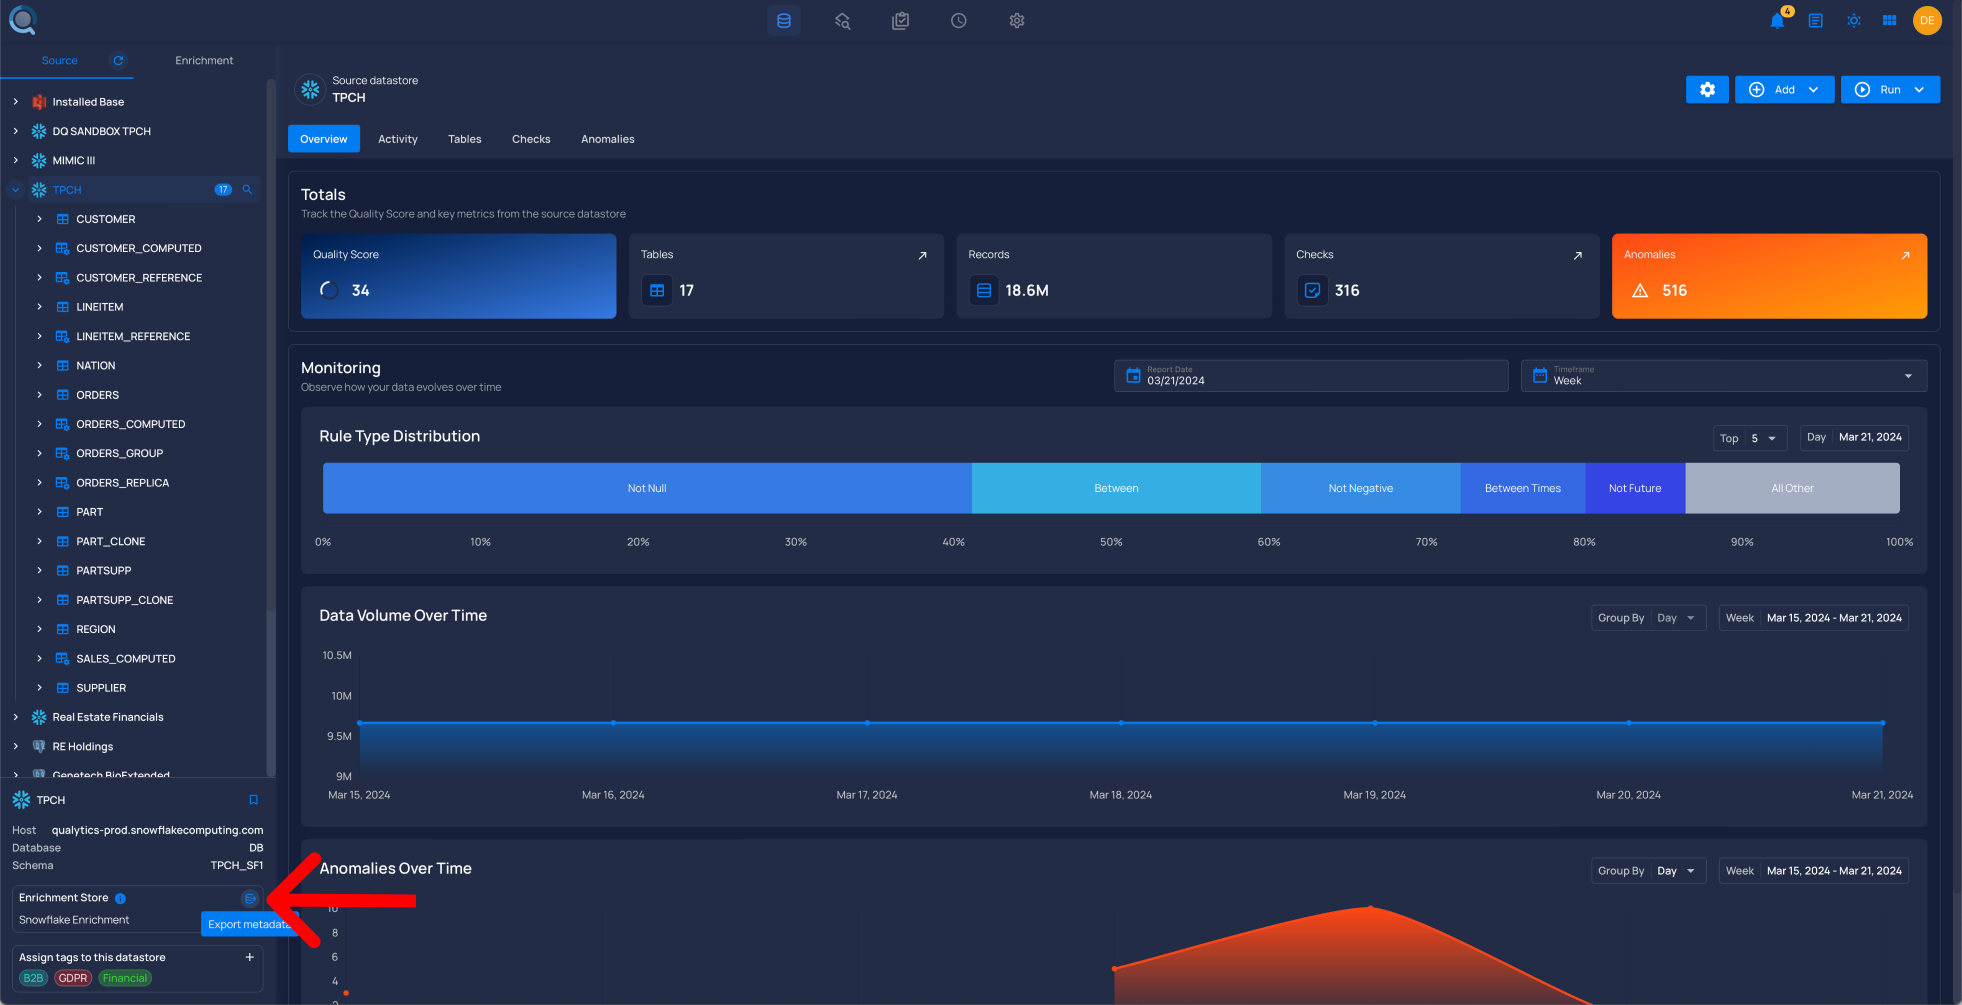 4
DE
Source
Enrichment
Installed Base
DQ SANDBOX TPCH
MIMIC III
TPCH 17
CUSTOMER
CUSTOMER_COMPUTED
CUSTOMER_REFERENCE
LINEITEM
LINEITEM_REFERENCE
NATION
ORDERS
ORDERS_COMPUTED
ORDERS_GROUP
ORDERS_REPLICA
PART
PART_CLONE
PARTSUPP
PARTSUPP_CLONE
REGION
SALES_COMPUTED
SUPPLIER
Real Estate Financials
RE Holdings
Genetech BioExtended
TPCH
Host qualytics-prod.snowflakecomputing.com
Database DB
Schema TPCH_SF1
Enrichment Store
Snowflake Enrichment
Export metadata
Assign tags to this datastore
B2B GDPR Financial
Source datastore
TPCH
Add
Run
Overview Activity Tables Checks Anomalies
Totals
Track the Quality Score and key metrics from the source datastore
Quality Score
34
Tables
17
Records
18.6M
Checks
316
Anomalies
516
Monitoring
Observe how your data evolves over time
Report Date
03/21/2024
Timeframe
Week
Rule Type Distribution
Top 5
Day Mar 21, 2024
Not Null Between Not Negative Between Times Not Future All Other
0% 10% 20% 30% 40% 50% 60% 70% 80% 90% 100%
Data Volume Over Time
Group By Day
Week Mar 15, 2024 - Mar 21, 2024
10.5M
10M
9.5M
9M
Mar 15, 2024 Mar 16, 2024 Mar 17, 2024 Mar 18, 2024 Mar 19, 2024 Mar 20, 2024 Mar 21, 2024
Anomalies Over Time
Group By Day
Week Mar 15, 2024 - Mar 21, 2024
10
8
6
4
2